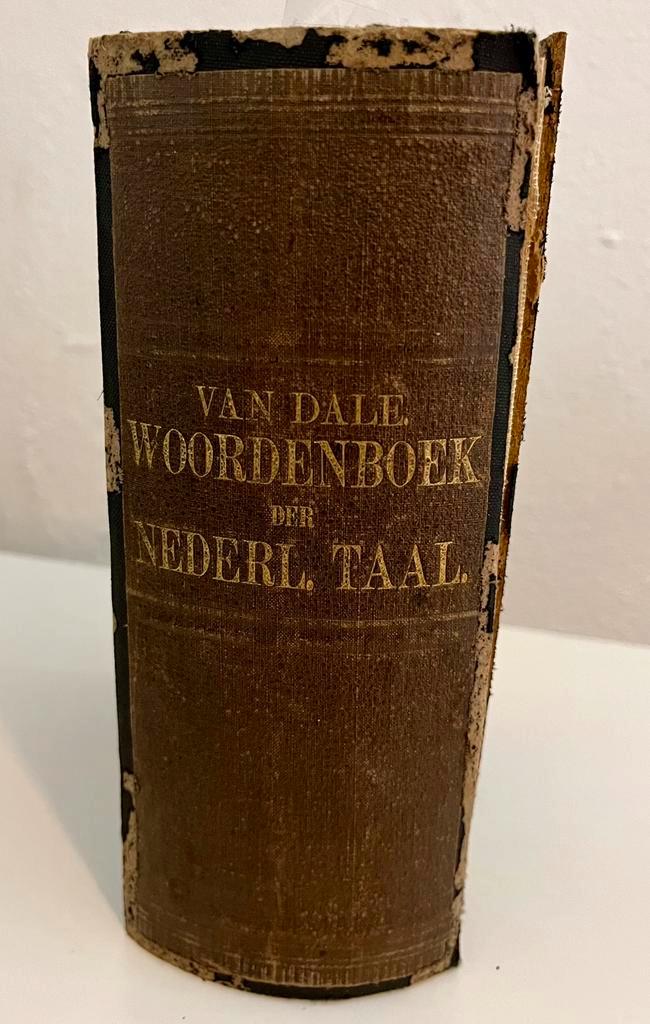 VAN DALE.
WOORDENBOEK
DER
NEDERL. TAAL.